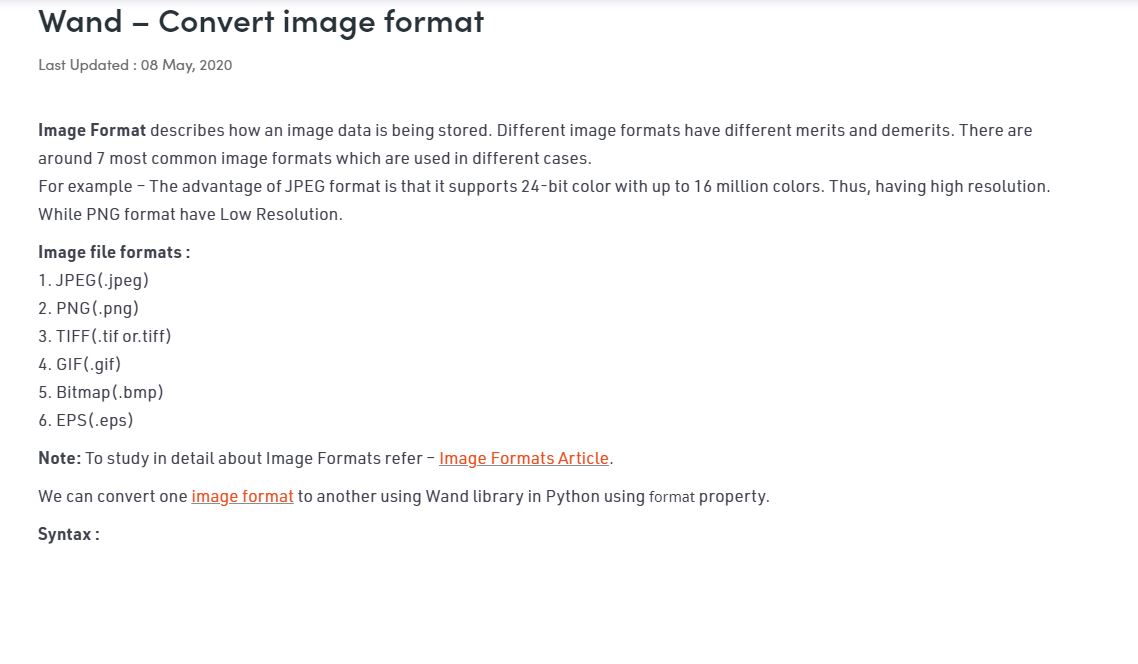 Wand – Convert image format
Last Updated : 08 May, 2020
Image Format describes how an image data is being stored. Different image formats have different merits and demerits. There are
around 7 most common image formats which are used in different cases.
For example – The advantage of JPEG format is that it supports 24-bit color with up to 16 million colors. Thus, having high resolution.
While PNG format have Low Resolution.
Image file formats :
1. JPEG(.jpeg)
2. PNG(.png)
3. TIFF(.tif or.tiff)
4. GIF(.gif)
5. Bitmap(.bmp)
6. EPS(.eps)
Note: To study in detail about Image Formats refer – Image Formats Article.
We can convert one image format to another using Wand library in Python using format property.
Syntax :